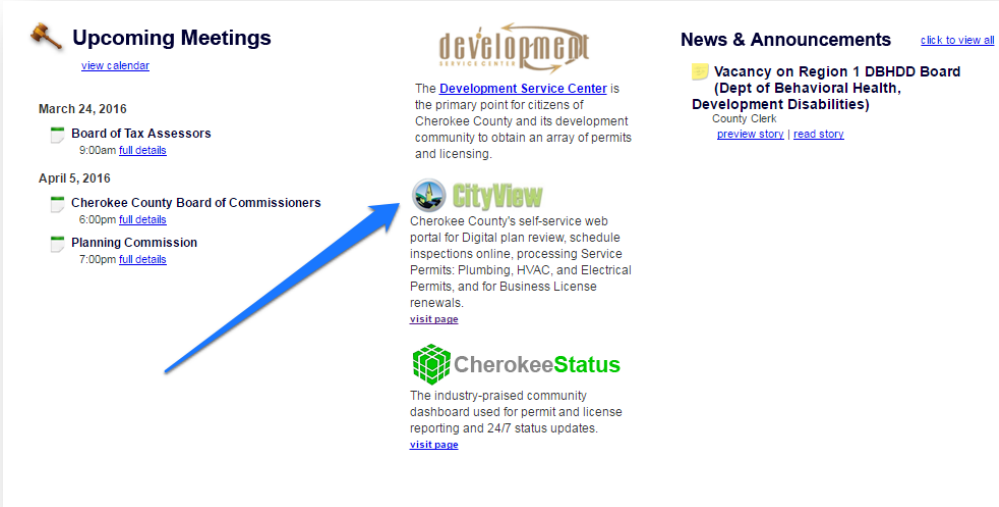 Upcoming Meetings
view calendar
March 24, 2016
Board of Tax Assessors
9:00am full details
April 5, 2016
Cherokee County Board of Commissioners
6:00pm full details
Planning Commission
7:00pm full details
development
SERVICE CENTER
The Development Service Center is
the primary point for citizens of
Cherokee County and its development
community to obtain an array of permits
and licensing.
CityView
Cherokee County's self-service web
portal for Digital plan review, schedule
inspections online, processing Service
Permits: Plumbing, HVAC, and Electrical
Permits, and for Business License
renewals.
visit page
CherokeeStatus
The industry-praised community
dashboard used for permit and license
reporting and 24/7 status updates.
visit page
News & Announcements click to view all
Vacancy on Region 1 DBHDD Board
(Dept of Behavioral Health,
Development Disabilities)
County Clerk
preview story | read story